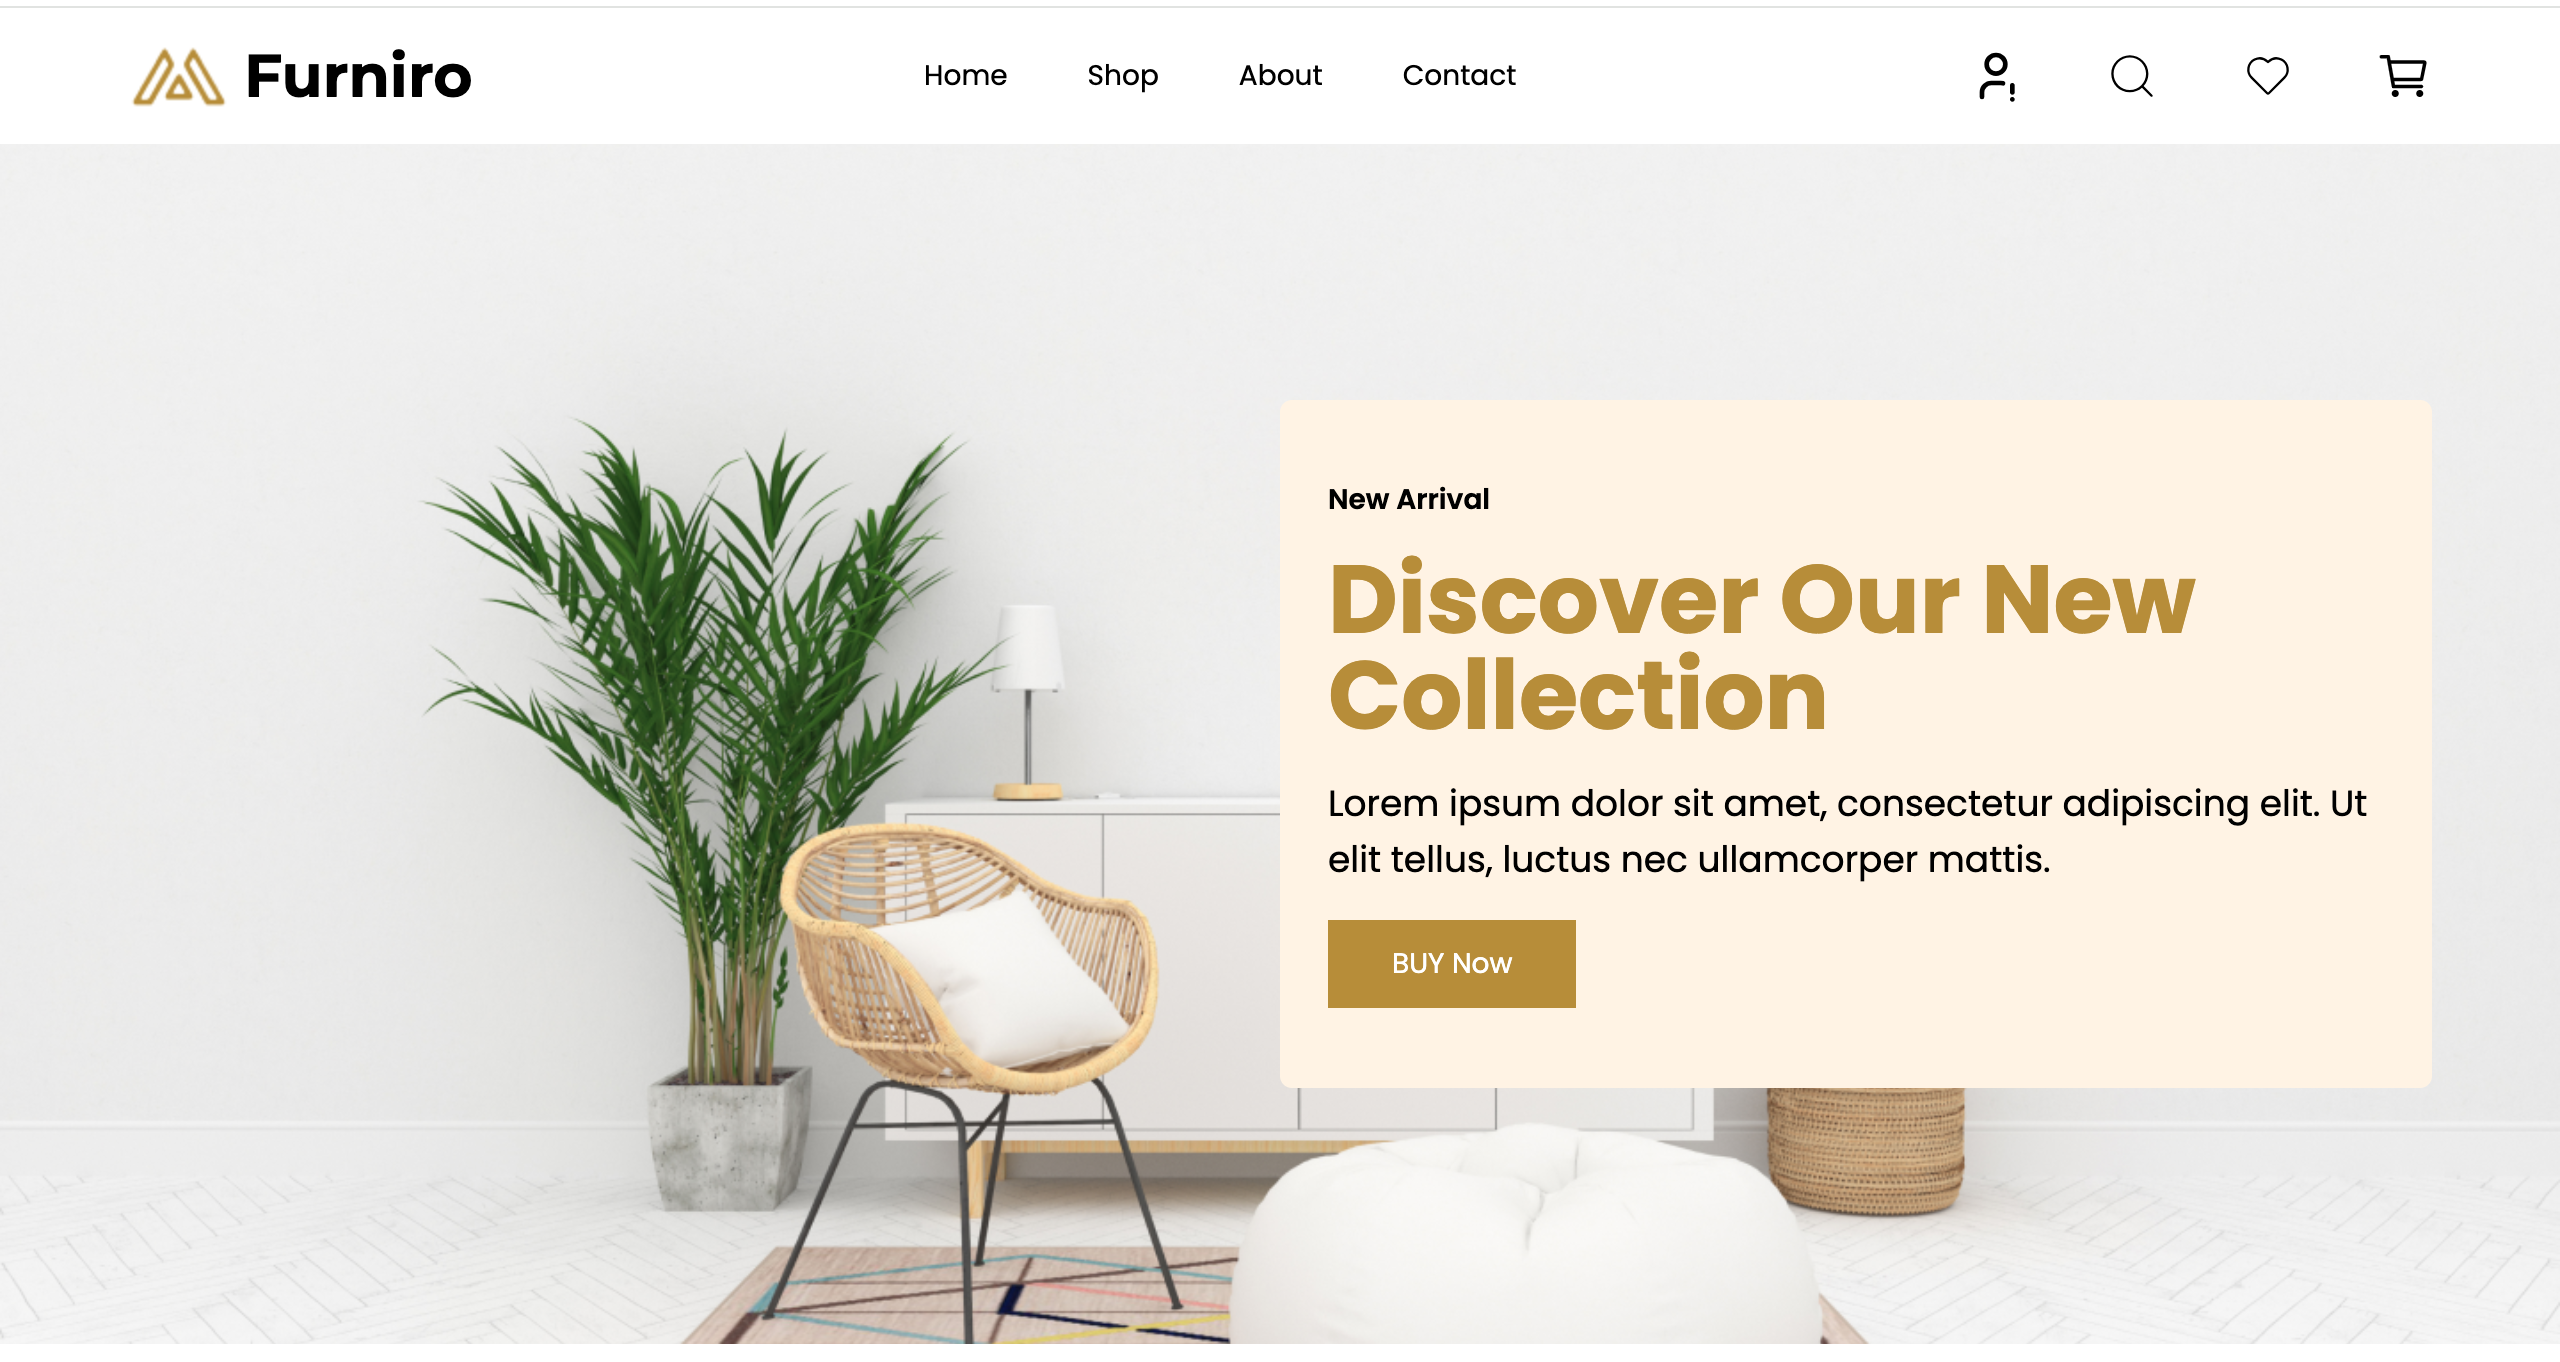 Furniro
Home Shop About Contact
New Arrival
Discover Our New
Collection
Lorem ipsum dolor sit amet, consectetur adipiscing elit. Ut
elit tellus, luctus nec ullamcorper mattis.
BUY Now